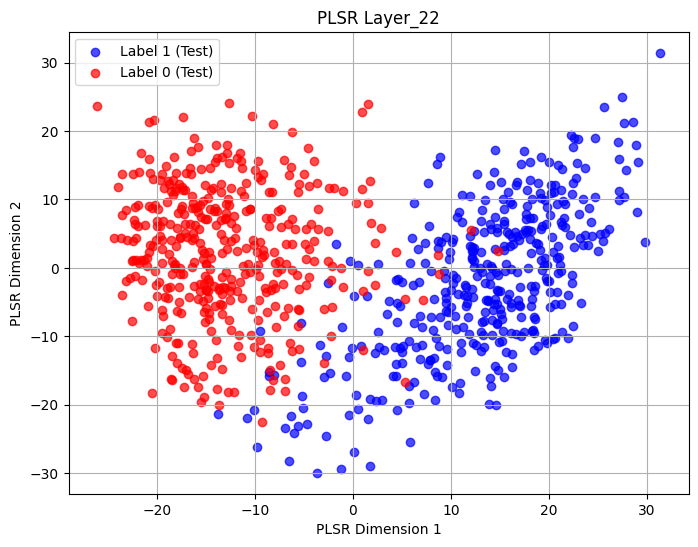 PLSR Layer_22
Label 1 (Test)
Label 0 (Test)
30
20
10
0
−10
−20
−30
PLSR Dimension 2
−20
−10
0
10
20
30
PLSR Dimension 1